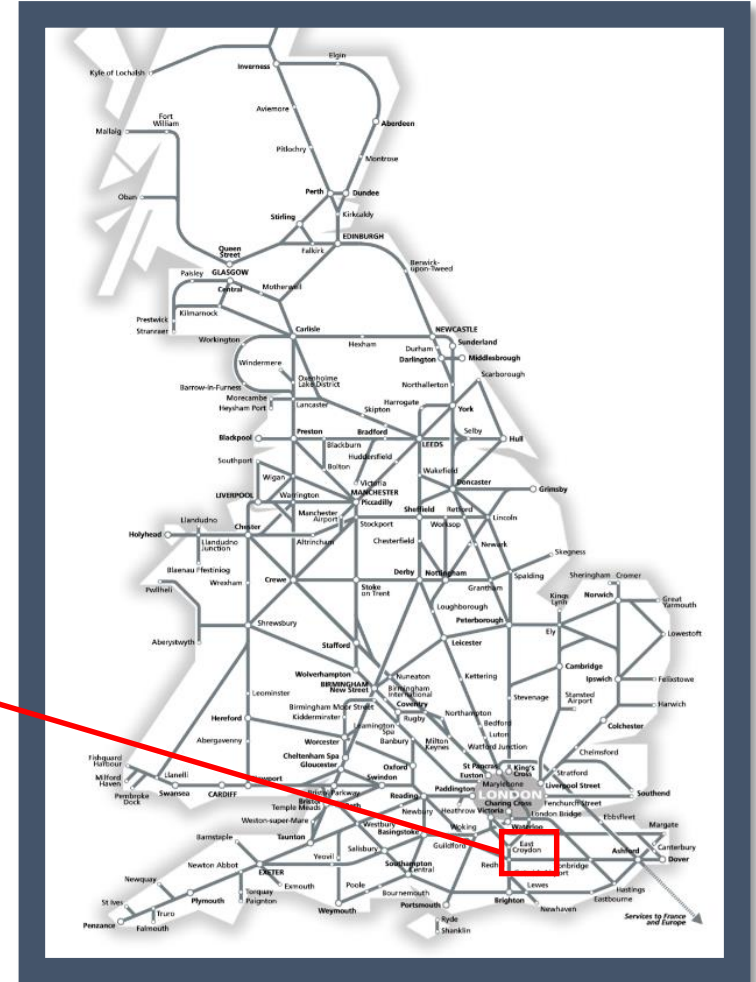 Elgin
Inverness
Kyle of Lochalsh
Aviemore
Fort
William
Aberdeen
Mallaig
Pitlochry
Montrose
Perth
Dundee
Oban
Stirling
Kirkcaldy
Queen
Street
Falkirk
EDINBURGH
Berwick-
upon-Tweed
Paisley
GLASGOW
Central
Motherwell
Prestwick
Kilmarnock
Stranraer
Carlisle
NEWCASTLE
Workington
Hexham
Durham
Sunderland
Darlington
Middlesbrough
Windermere
Oxenholme
Lake District
Scarborough
Barrow-in-Furness
Northallerton
Morecambe
Lancaster
Harrogate
Heysham Port
Skipton
York
Blackpool
Preston
Bradford
Selby
Blackburn
LEEDS
Hull
Southport
Huddersfield
Bolton
Wigan
Victoria
Wakefield
Doncaster
LIVERPOOL
Warrington
MANCHESTER
Piccadilly
Grimsby
Manchester
Airport
Sheffield
Retford
Llandudno
Stockport
Worksop
Lincoln
Holyhead
Chester
Llandudno
Junction
Altrincham
Chesterfield
Newark
Skegness
Blaenau Ffestiniog
Derby
Nottingham
Wrexham
Crewe
Stoke
on Trent
Grantham
Spalding
Sheringham
Cromer
Pwllheli
Loughborough
Kings
Lynn
Norwich
Great
Yarmouth
Shrewsbury
Peterborough
Ely
Aberystwyth
Stafford
Leicester
Lowestoft
Wolverhampton
Nuneaton
Kettering
Cambridge
BIRMINGHAM
New Street
Birmingham
International
Ipswich
Felixstowe
Leominster
Birmingham Moor Street
Coventry
Stevenage
Stansted
Airport
Harwich
Hereford
Kidderminster
Rugby
Northampton
Leamington
Spa
Bedford
Colchester
Worcester
Banbury
Milton
Keynes
Luton
Abergavenny
Watford Junction
Chelmsford
Cheltenham Spa
Gloucester
Oxford
St Pancras
King's
Cross
Fishguard
Harbour
Euston
Stratford
Llanelli
Newport
Swindon
Marylebone
Liverpool Street
Milford
Haven
Paddington
LONDON
Southend
Pembroke
Dock
Swansea
CARDIFF
Bristol Parkway
Reading
Charing Cross
Fenchurch Street
Bristol
Temple Meads
Bath
Newbury
Heathrow
Victoria
London Bridge
Ebbsfleet
Weston-super-Mare
Westbury
Basingstoke
Woking
Waterloo
Margate
Barnstaple
Taunton
Salisbury
Guildford
East
Croydon
Canterbury
Newton Abbot
Yeovil
Southampton
Central
Ashford
Dover
Newquay
EXETER
Exmouth
Poole
Lewes
Hastings
Plymouth
Torquay
Paignton
Bournemouth
Brighton
Eastbourne
St Ives
Truro
Weymouth
Portsmouth
Newhaven
Penzance
Falmouth
Ryde
Shanklin
Services to France
and Europe